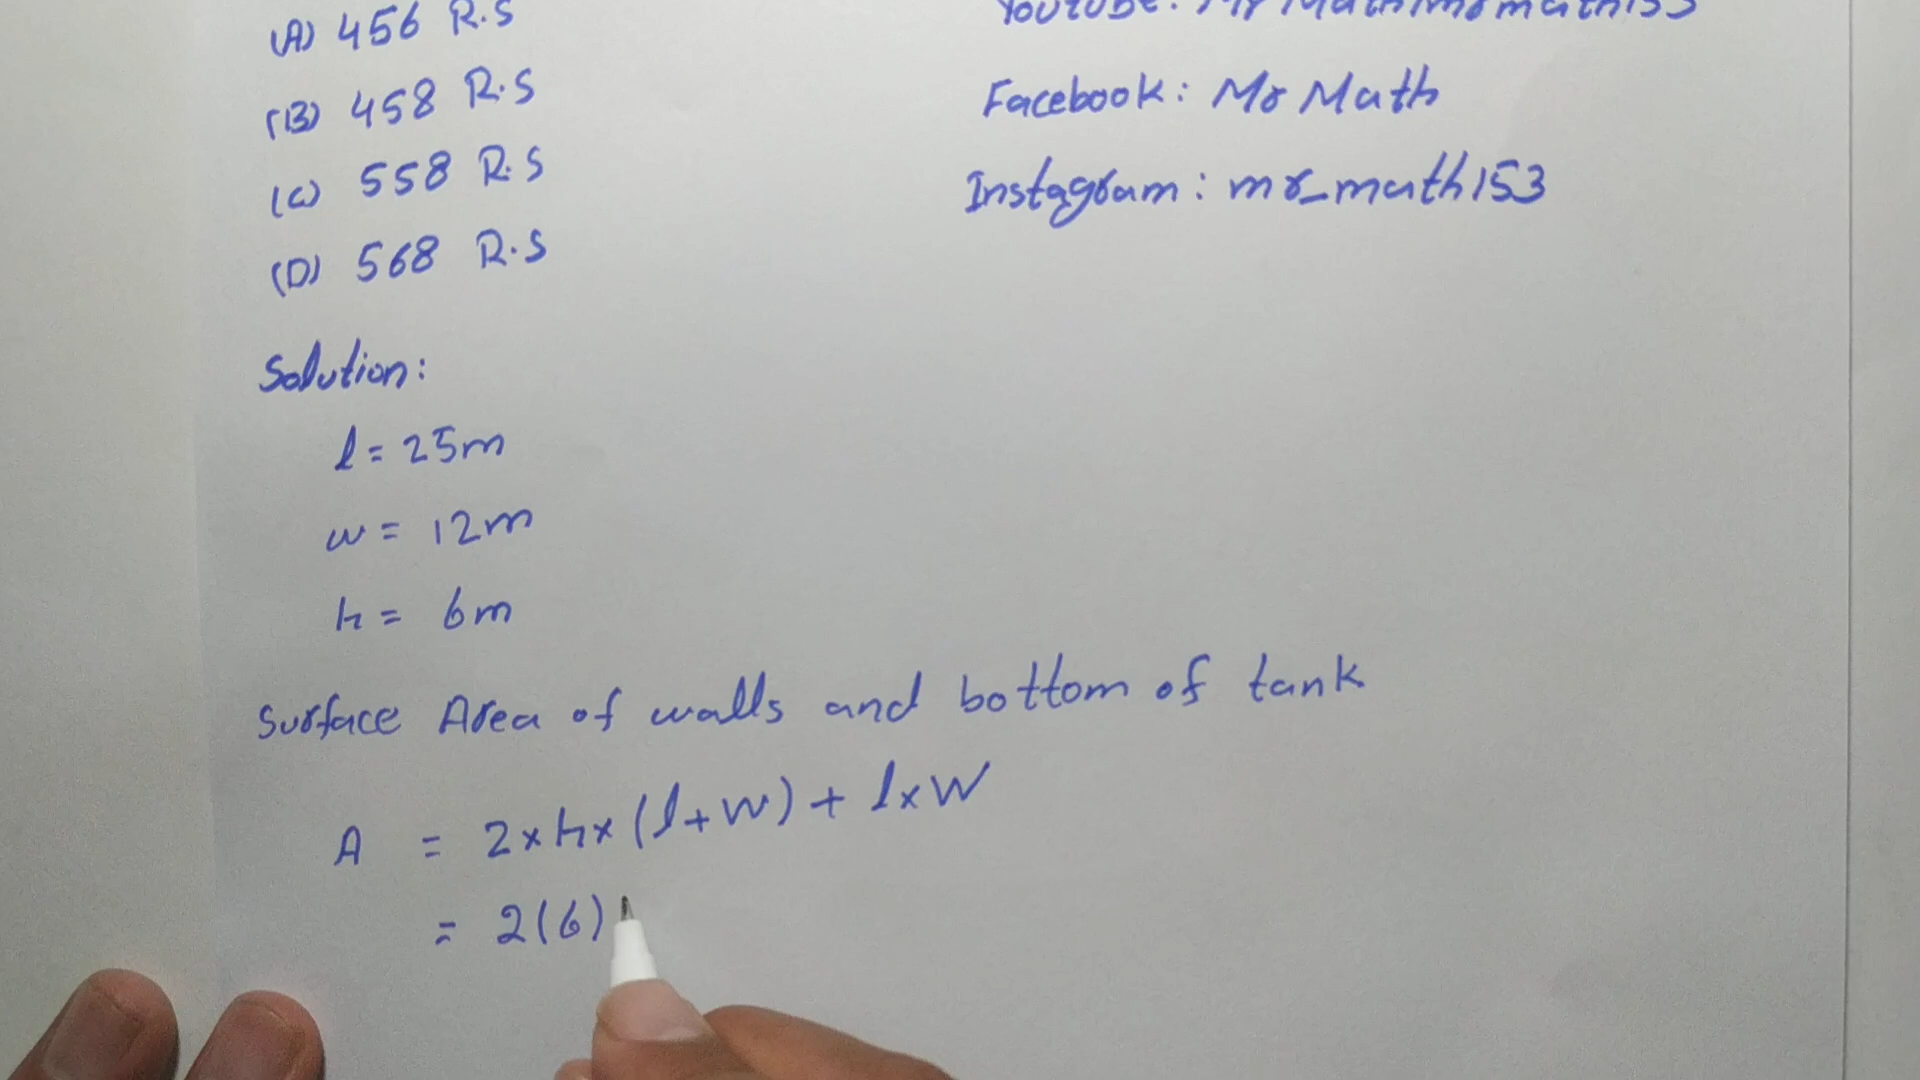 (A) 456 R.S
(B) 458 R.S
(C) 558 R.S
(D) 568 R.S
Facebook: Mr Math
Instagram: mr_math153
Solution:
l = 25m
w = 12m
h = 6m
Surface Area of walls and bottom of tank
A = 2×h×(l+w)+l×w
= 2(6)